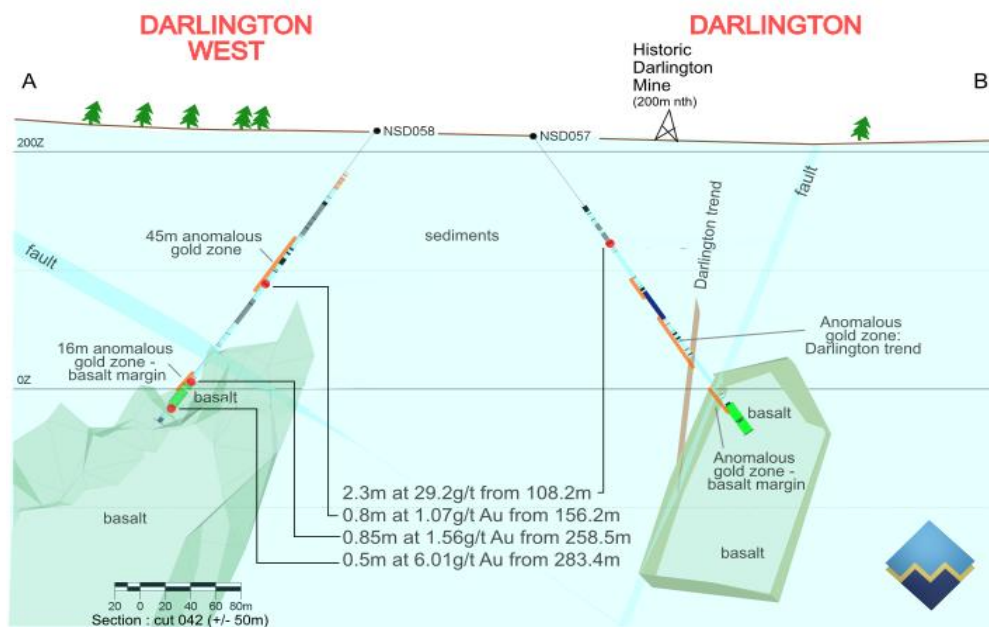 DARLINGTON
WEST
DARLINGTON
Historic
Darlington
Mine
(200m nth)
A
B
NSD058
NSD057
200Z
fault
Darlington trend
sediments
45m anomalous
gold zone
fault
Anomalous
gold zone:
Darlington trend
16m anomalous
gold zone -
basalt margin
0Z
basalt
basalt
Anomalous
gold zone -
basalt margin
2.3m at 29.2g/t from 108.2m
0.8m at 1.07g/t Au from 156.2m
0.85m at 1.56g/t Au from 258.5m
0.5m at 6.01g/t Au from 283.4m
basalt
basalt
20 0 20 40 60 80m
Section : cut 042 (+/- 50m)